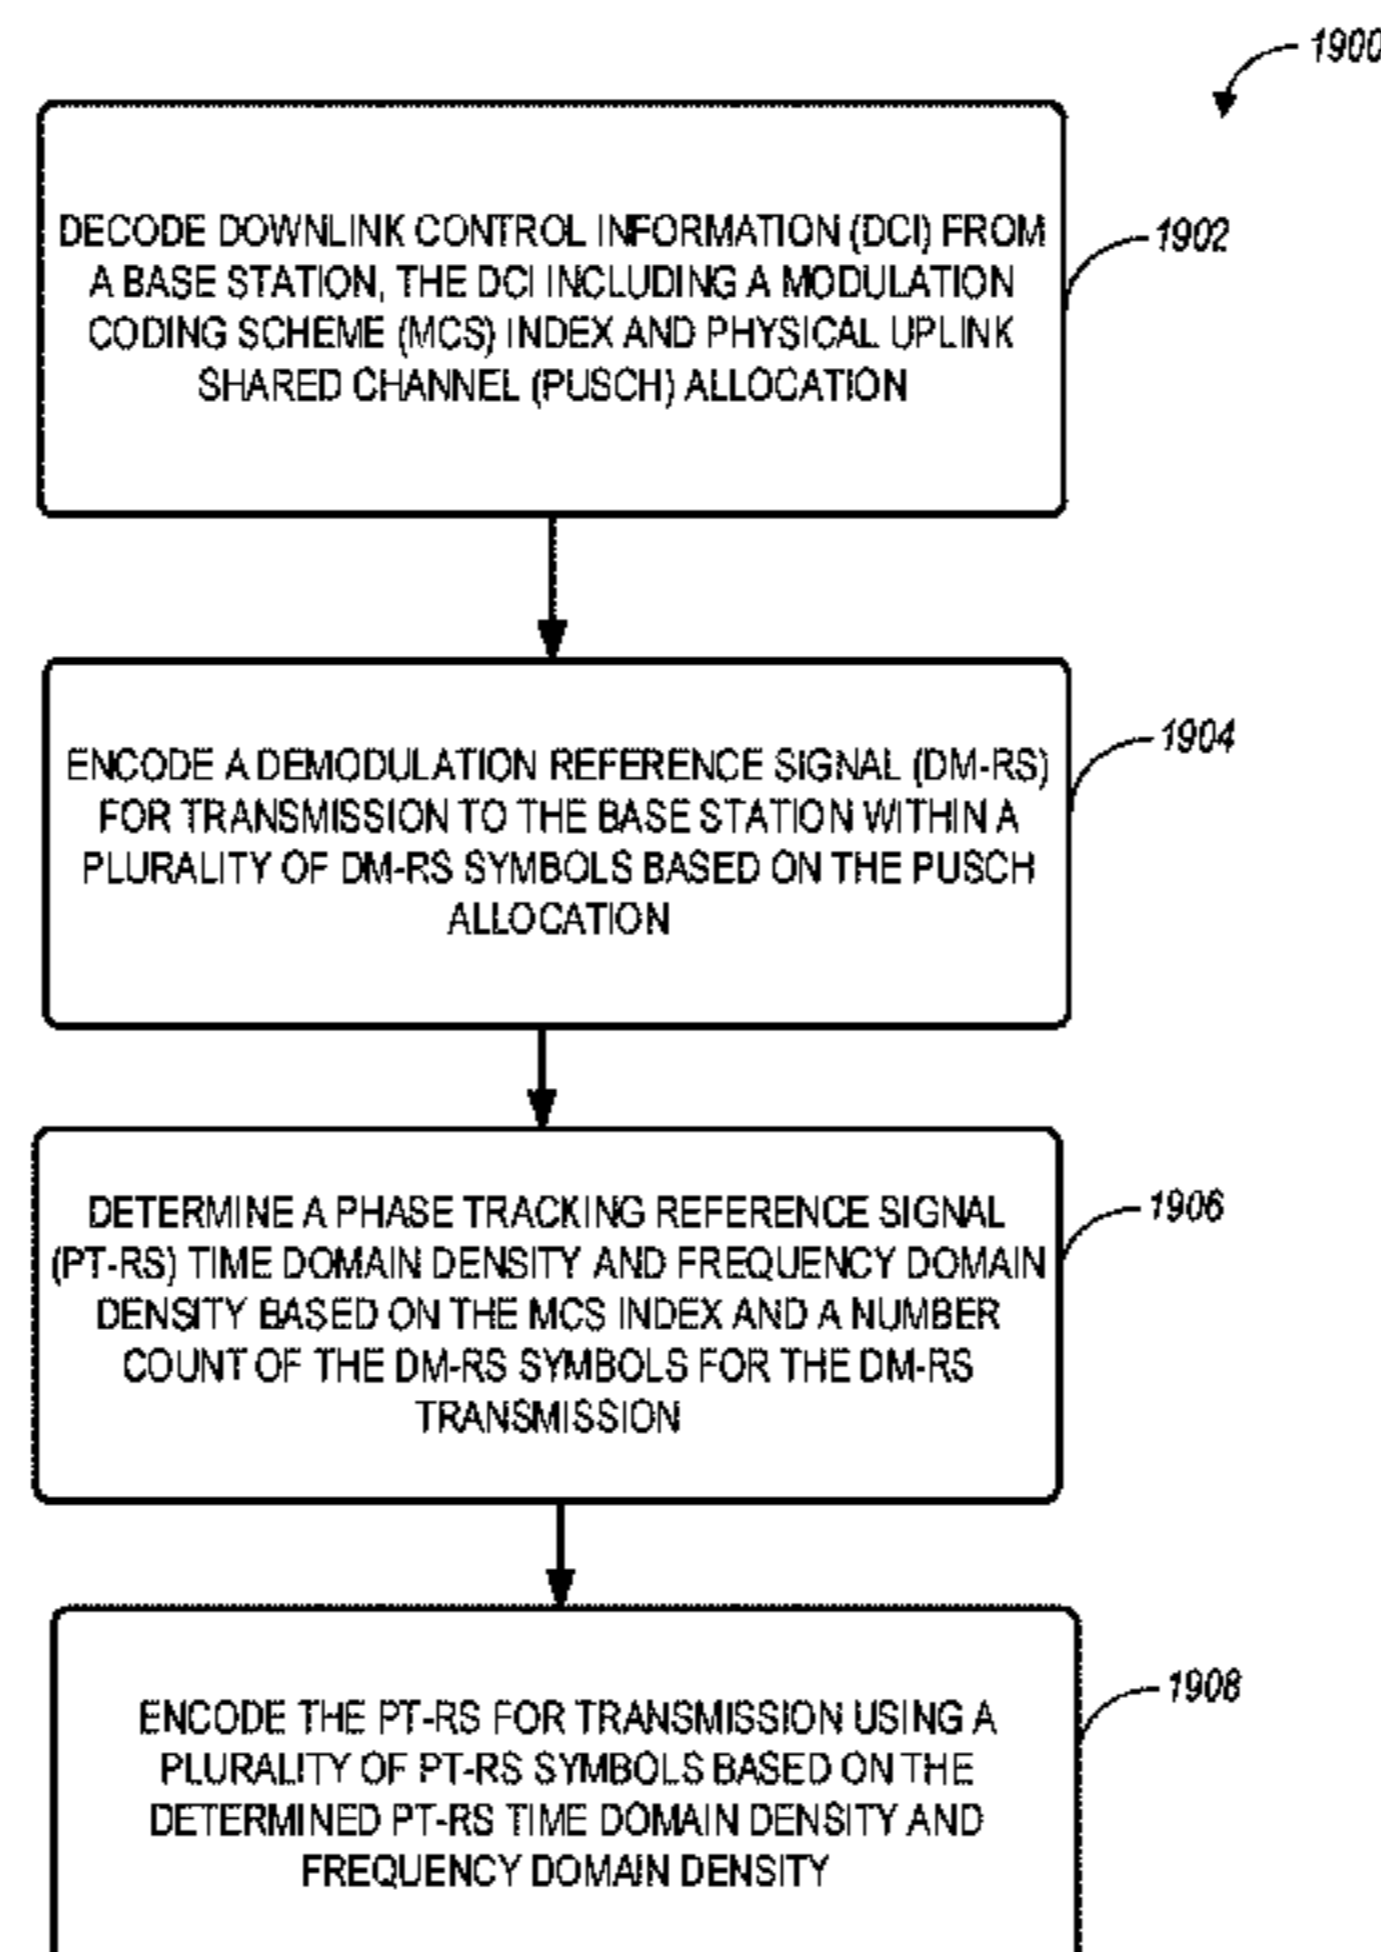 1900
DECODE DOWNLINK CONTROL INFORMATION (DCI) FROM
A BASE STATION, THE DCI INCLUDING A MODULATION
CODING SCHEME (MCS) INDEX AND PHYSICAL UPLINK
SHARED CHANNEL (PUSCH) ALLOCATION
1902
ENCODE A DEMODULATION REFERENCE SIGNAL (DM-RS)
FOR TRANSMISSION TO THE BASE STATION WITHIN A
PLURALITY OF DM-RS SYMBOLS BASED ON THE PUSCH
ALLOCATION
1904
DETERMINE A PHASE TRACKING REFERENCE SIGNAL
(PT-RS) TIME DOMAIN DENSITY AND FREQUENCY DOMAIN
DENSITY BASED ON THE MCS INDEX AND A NUMBER
COUNT OF THE DM-RS SYMBOLS FOR THE DM-RS
TRANSMISSION
1906
ENCODE THE PT-RS FOR TRANSMISSION USING A
PLURALITY OF PT-RS SYMBOLS BASED ON THE
DETERMINED PT-RS TIME DOMAIN DENSITY AND
FREQUENCY DOMAIN DENSITY
1908